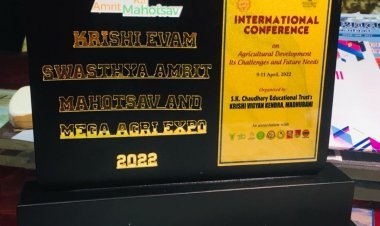 Amrit Mahotsav
KRISHI EVAM
SWASTHYA AMRIT
MAHOTSAV AND
MEGA AGRI EXPO
2022
INTERNATIONAL
CONFERENCE
on
Agricultural Development
Its Challenges and Future Needs
9-11 April, 2022
Organised by
S.K. Chaudhary Educational Trust's
KRISHI VIGYAN KENDRA, MADHUBANI
In association with